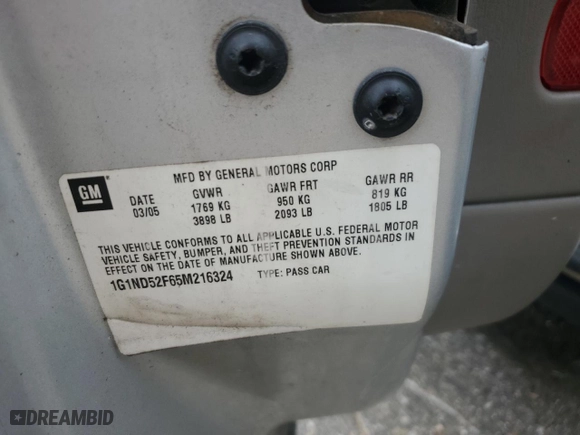 MFD BY GENERAL MOTORS CORP
GM
DATE GVWR GAWR FRT GAWR RR
03/05 1769 KG 950 KG 819 KG
3898 LB 2093 LB 1805 LB
THIS VEHICLE CONFORMS TO ALL APPLICABLE U.S. FEDERAL MOTOR
VEHICLE SAFETY, BUMPER, AND THEFT PREVENTION STANDARDS IN
EFFECT ON THE DATE OF MANUFACTURE SHOWN ABOVE.
1G1ND52F65M216324 TYPE: PASS CAR
DREAMBID